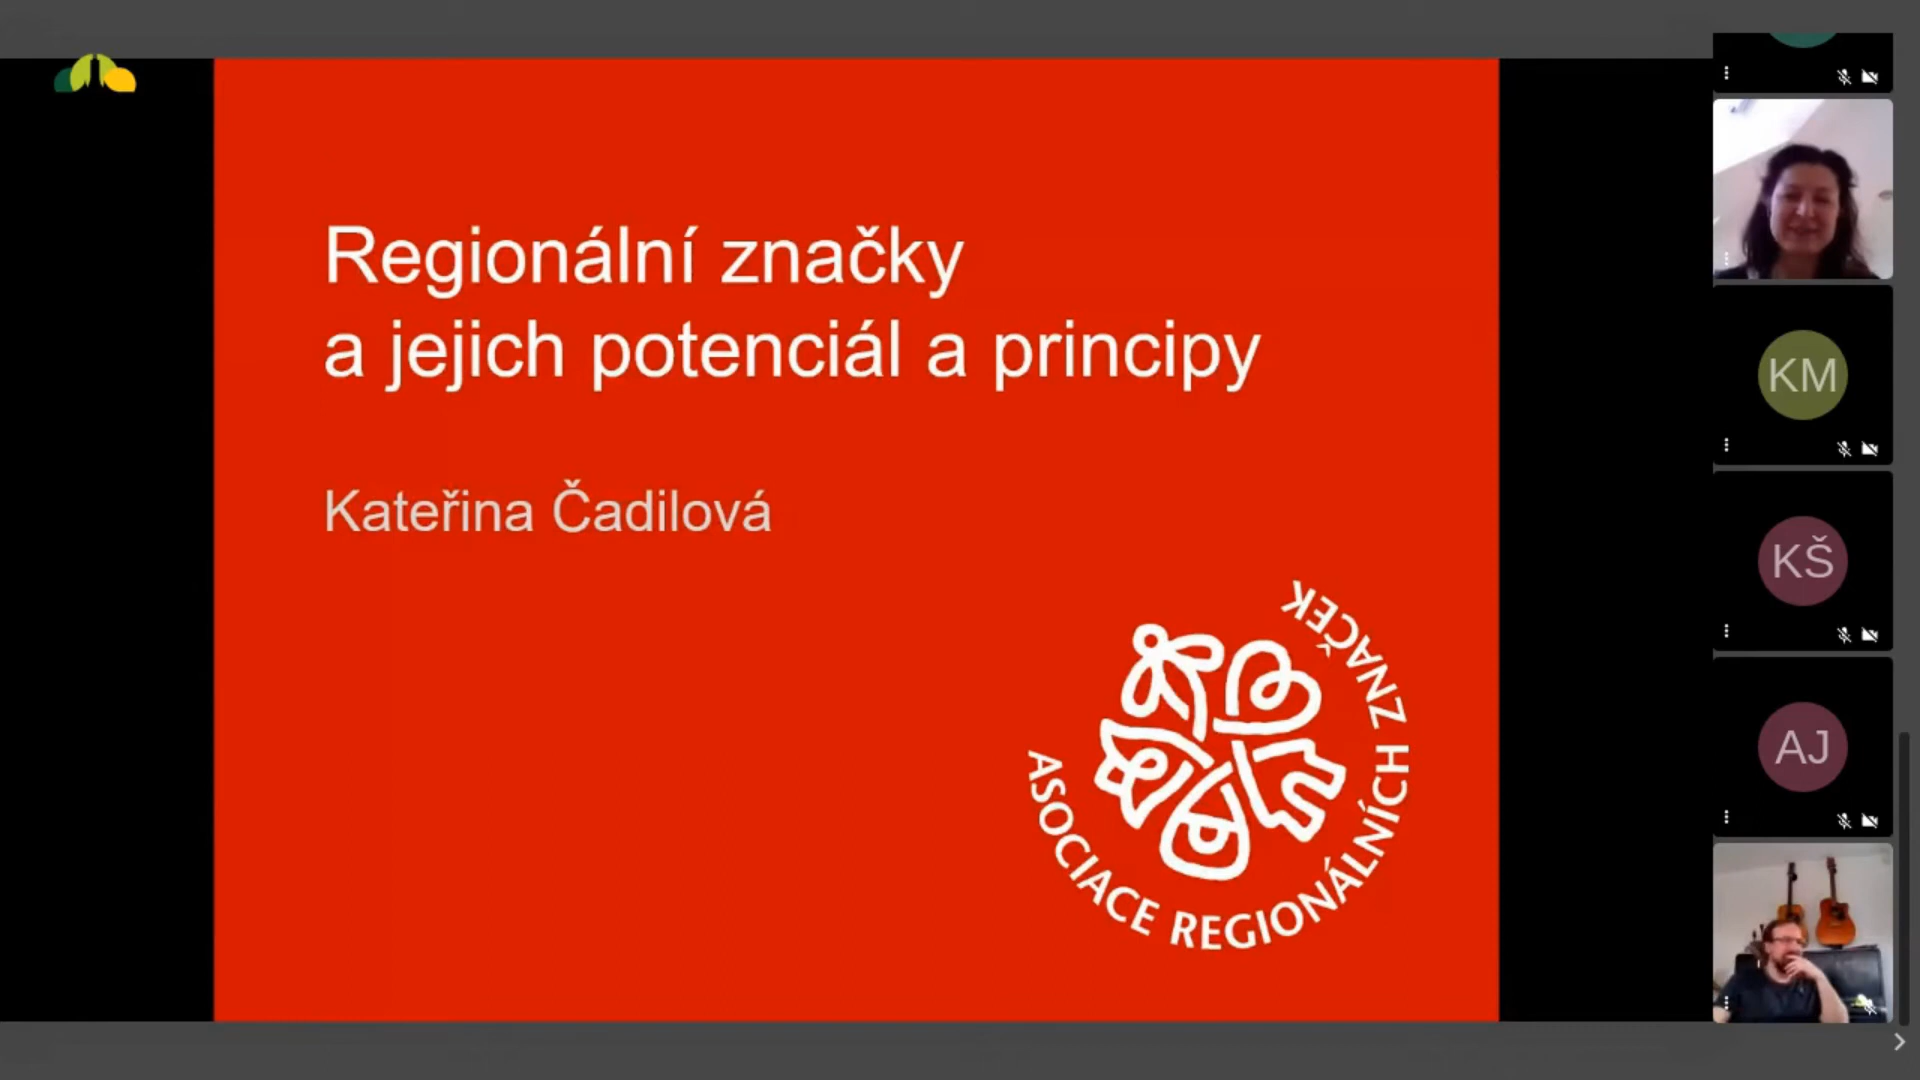 Regionální značky
a jejich potenciál a principy
Kateřina Čadilová
ASOCIACE REGIONÁLNÍCH ZNAČEK
KM
KŠ
AJ